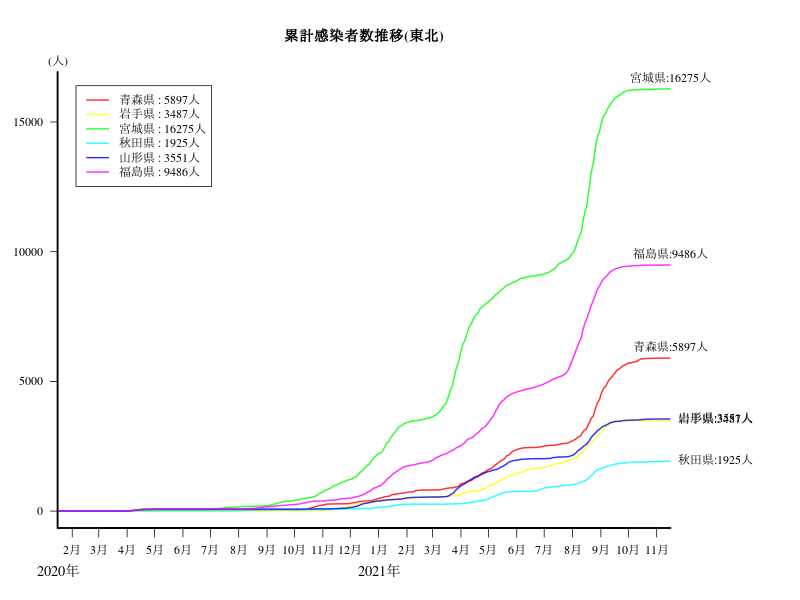 累計感染者数推移(東北)
(人)
宮城県:16275人
青森県 : 5897人
岩手県 : 3487人
宮城県 : 16275人
秋田県 : 1925人
山形県 : 3551人
福島県 : 9486人
15000
福島県:9486人
10000
青森県:5897人
5000
秋田県:1925人
0
2月 3月 4月 5月 6月 7月 8月 9月 10月 11月 12月 1月 2月 3月 4月 5月 6月 7月 8月 9月 10月 11月
2020年 2021年